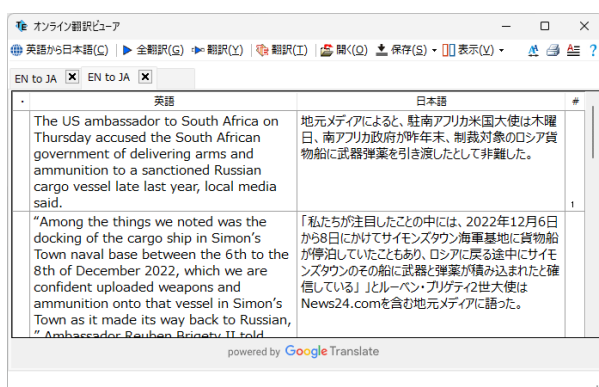 オンライン翻訳ビューア
英語から日本語(C) 全翻訳(G) 翻訳(Y) 翻訳(T) 開く(O) 保存(S) 表示(V)
EN to JA EN to JA
英語 日本語 #
The US ambassador to South Africa on
Thursday accused the South African
government of delivering arms and
ammunition to a sanctioned Russian
cargo vessel late last year, local media
said.
地元メディアによると、駐南アフリカ米国大使は木曜
日、南アフリカ政府が昨年末、制裁対象のロシア貨
物船に武器弾薬を引き渡したとして非難した。
1
“Among the things we noted was the
docking of the cargo ship in Simon’s
Town naval base between the 6th to the
8th of December 2022, which we are
confident uploaded weapons and
ammunition onto that vessel in Simon’s
Town as it made its way back to Russian,
” Ambassador Reuben Brigety II told
「私たちが注目したことの中には、2022年12月6日
から8日にかけてサイモンズタウン海軍基地に貨物船
が停泊していたこともあり、ロシアに戻る途中にサイモ
ンズタウンのその船に武器と弾薬が積み込まれたと確
信している」 」とルーベン・ブリゲティ2世大使は
News24.comを含む地元メディアに語った。
powered by Google Translate